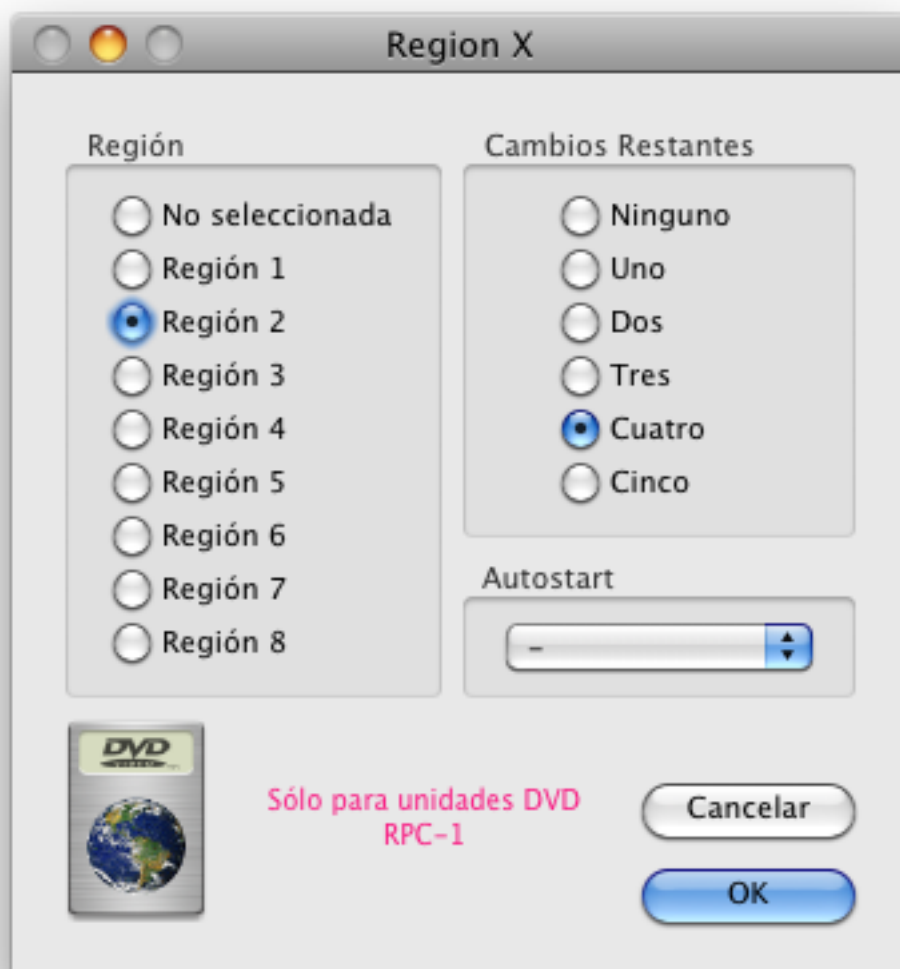 Region X
Región
No seleccionada
Región 1
Región 2
Región 3
Región 4
Región 5
Región 6
Región 7
Región 8
Cambios Restantes
Ninguno
Uno
Dos
Tres
Cuatro
Cinco
Autostart
–
DVD
VIDEO
Sólo para unidades DVD
RPC-1
Cancelar
OK